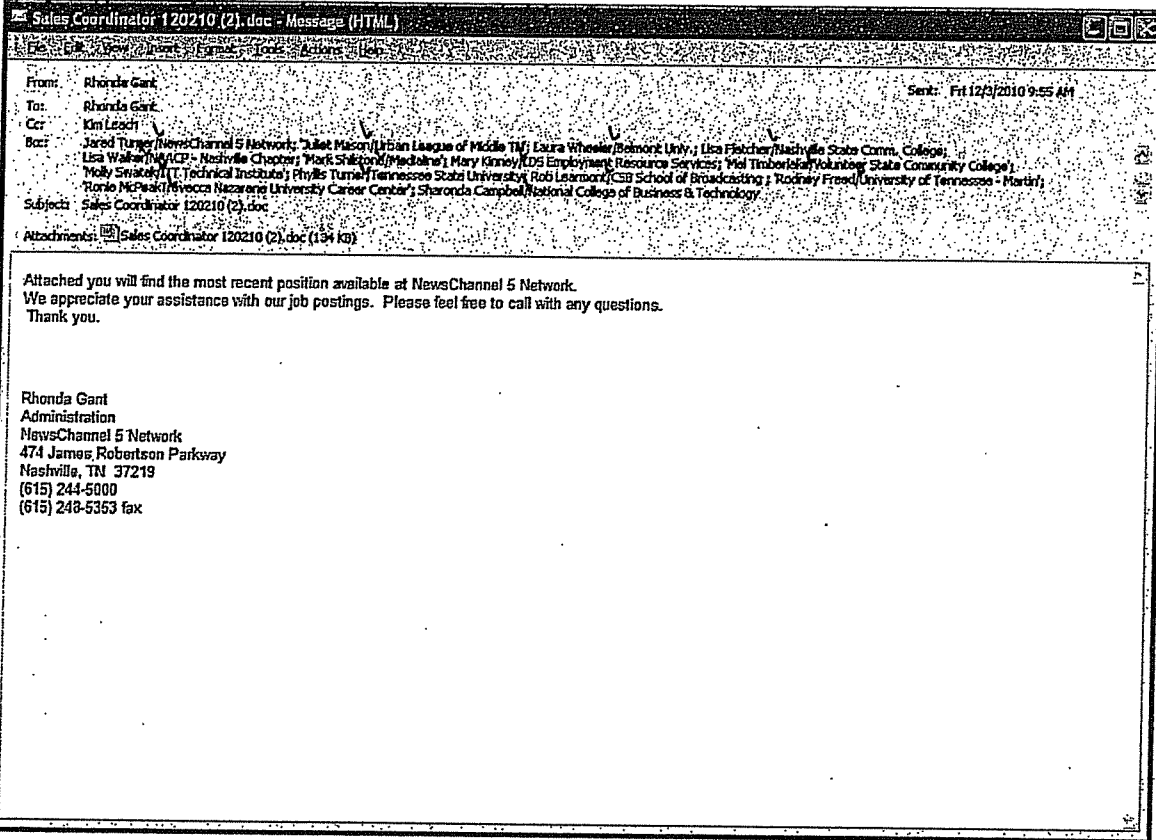 Sales Coordinator 120210 (2).doc - Message (HTML)
File Edit View Insert Format Tools Actions Help
From: Rhonda Gant Sent: Fri 12/3/2010 9:55 AM
To: Rhonda Gant
Cc: Kim Leach
Bcc: Jared Turner/NewsChannel 5 Network; 'Juliet Mason/Urban League of Middle TN'; Laura Wheeler/Belmont Univ.; Lisa Fletcher/Nashville State Comm. College;
Lisa Walker/NAACP - Nashville Chapter; 'Mark /Medialine'; Mary Kinney/LDS Employment Resource Services; 'Mel Timberlake/Volunteer State Community College';
'Molly /I.T.T. Technical Institute'; Phyllis Turner/Tennessee State University; Rob Learmont/CSB School of Broadcasting ; 'Rodney Freed/University of Tennessee - Martin';
'Ronie McPeak/Trevecca Nazarene University Career Center'; Sharonda Campbell/National College of Business & Technology
Subject: Sales Coordinator 120210 (2).doc
Attachments: Sales Coordinator 120210 (2).doc (134 KB)
Attached you will find the most recent position available at NewsChannel 5 Network.
We appreciate your assistance with our job postings. Please feel free to call with any questions.
Thank you.
Rhonda Gant
Administration
NewsChannel 5 Network
474 James Robertson Parkway
Nashville, TN 37219
(615) 244-5000
(615) 248-5353 fax